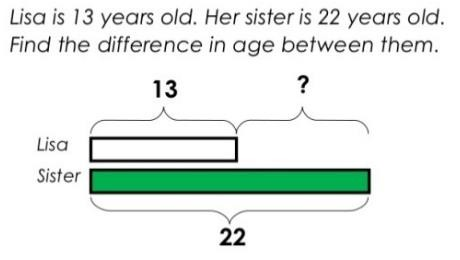 Lisa is 13 years old. Her sister is 22 years old.
Find the difference in age between them.
13 ?
Lisa
Sister
22